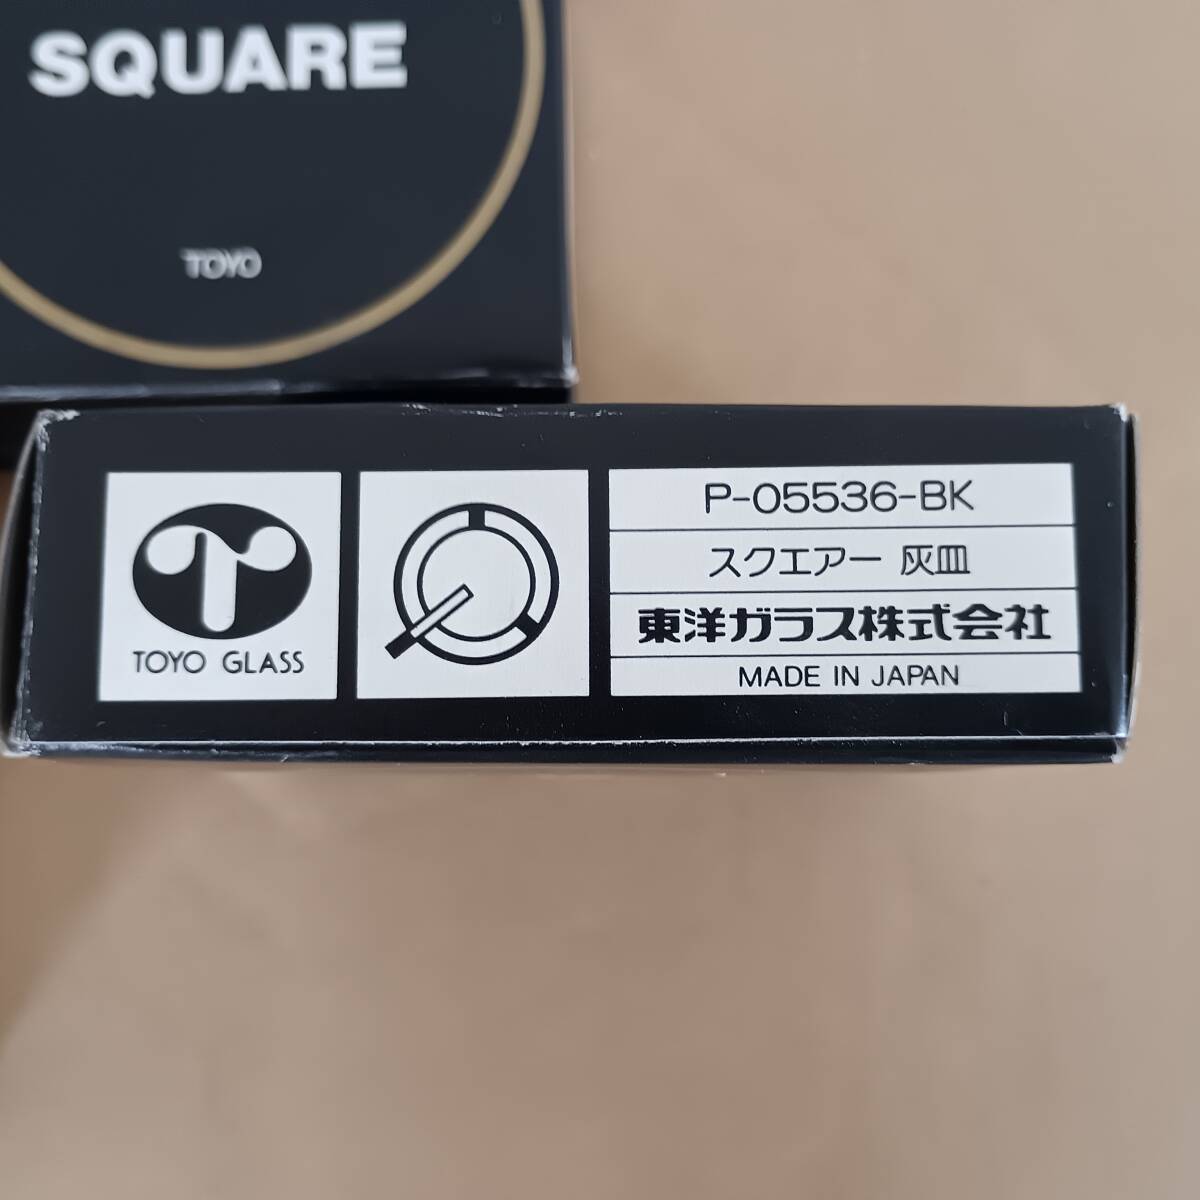 SQUARE
TOYO
TOYO GLASS
P-05536-BK
スクエアー 灰皿
東洋ガラス株式会社
MADE IN JAPAN